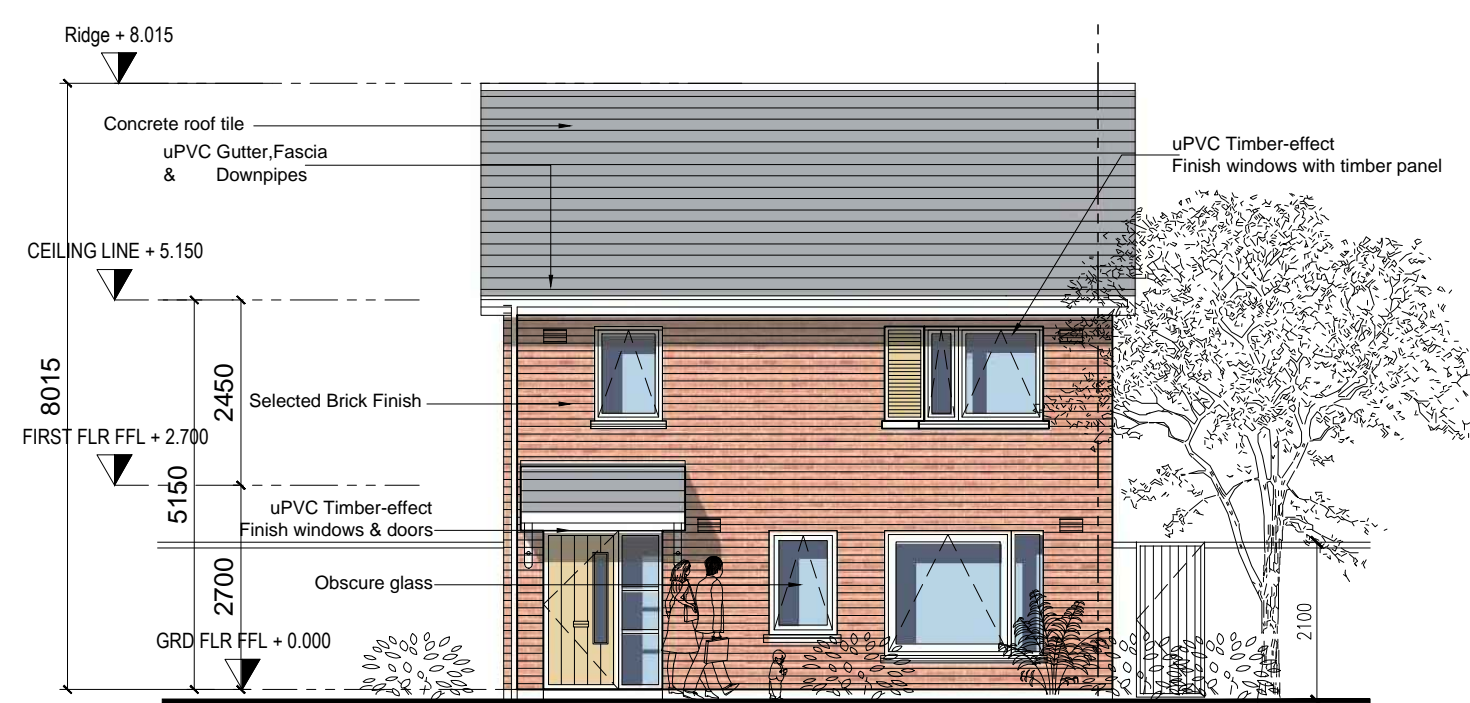 Ridge + 8.015
Concrete roof tile
uPVC Gutter,Fascia
& Downpipes
uPVC Timber-effect
Finish windows with timber panel
CEILING LINE + 5.150
8015
2450
Selected Brick Finish
FIRST FLR FFL + 2.700
5150
uPVC Timber-effect
Finish windows & doors
Obscure glass
2700
2100
GRD FLR FFL + 0.000